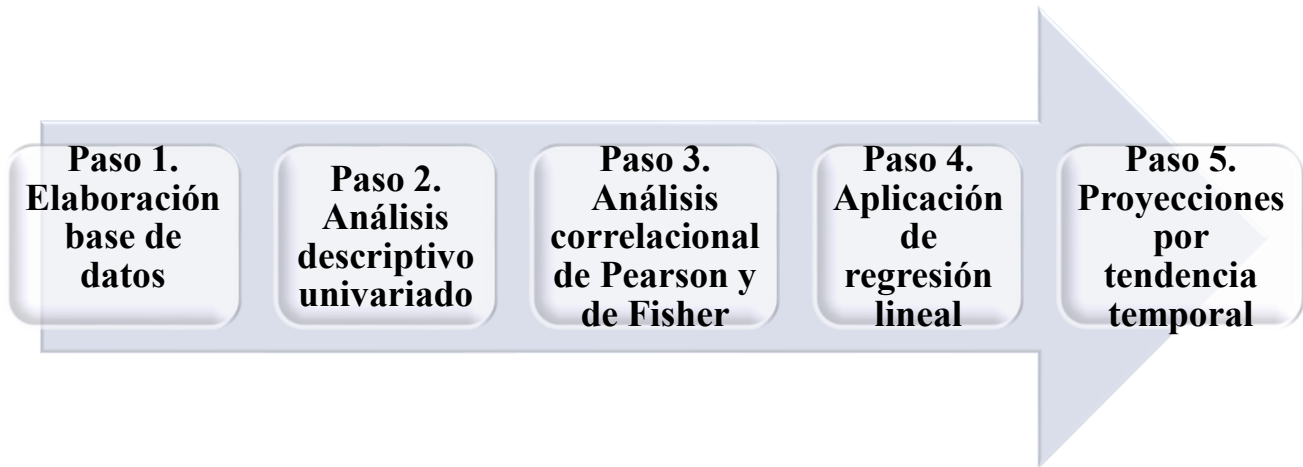 Paso 1.
Elaboración
base de
datos
Paso 2.
Análisis
descriptivo
univariado
Paso 3.
Análisis
correlacional
de Pearson y
de Fisher
Paso 4.
Aplicación
de
regresión
lineal
Paso 5.
Proyecciones
por
tendencia
temporal